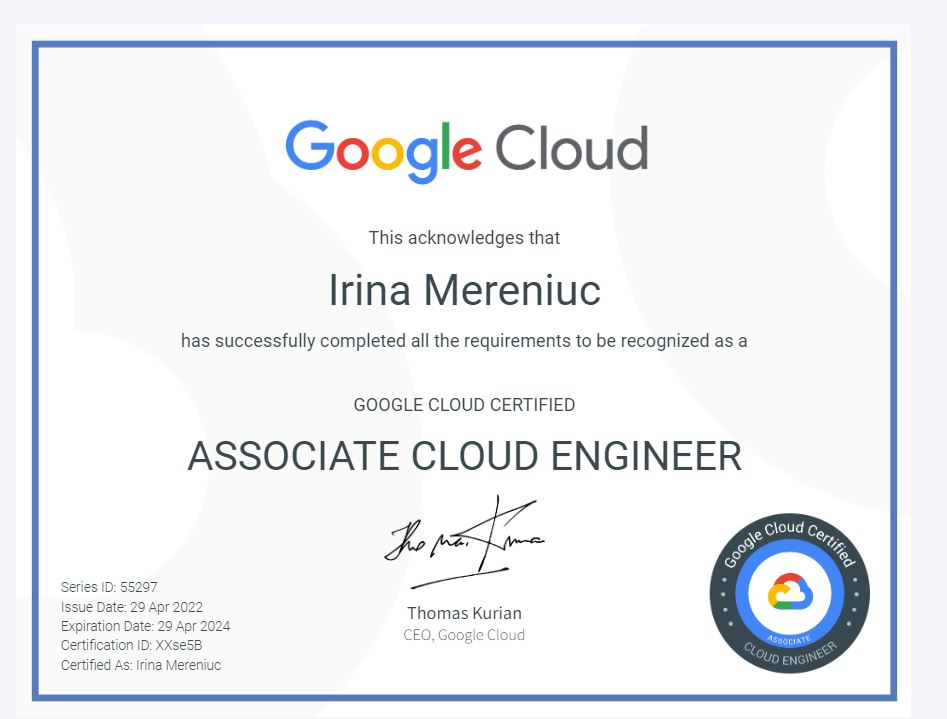 Google Cloud
This acknowledges that
Irina Mereniuc
has successfully completed all the requirements to be recognized as a
GOOGLE CLOUD CERTIFIED
ASSOCIATE CLOUD ENGINEER
Thomas Kurian
CEO, Google Cloud
Series ID: 55297
Issue Date: 29 Apr 2022
Expiration Date: 29 Apr 2024
Certification ID: XXse5B
Certified As: Irina Mereniuc
Google Cloud Certified
ASSOCIATE
CLOUD ENGINEER